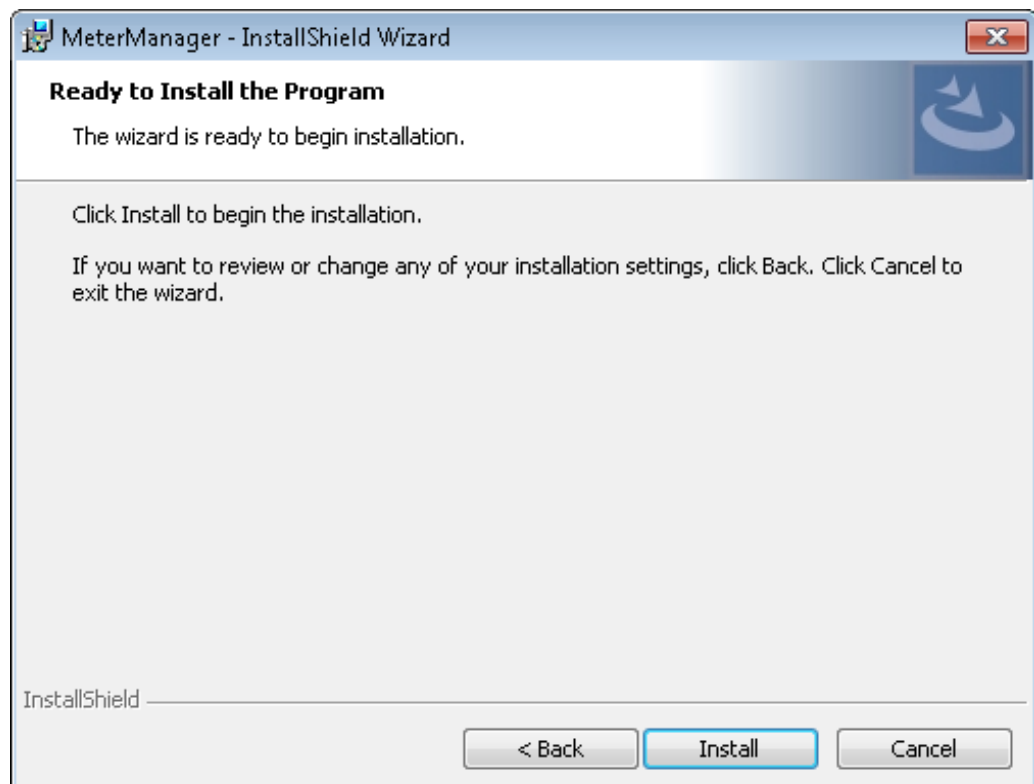 MeterManager - InstallShield Wizard
Ready to Install the Program
The wizard is ready to begin installation.
Click Install to begin the installation.
If you want to review or change any of your installation settings, click Back. Click Cancel to
exit the wizard.
InstallShield
< Back
Install
Cancel